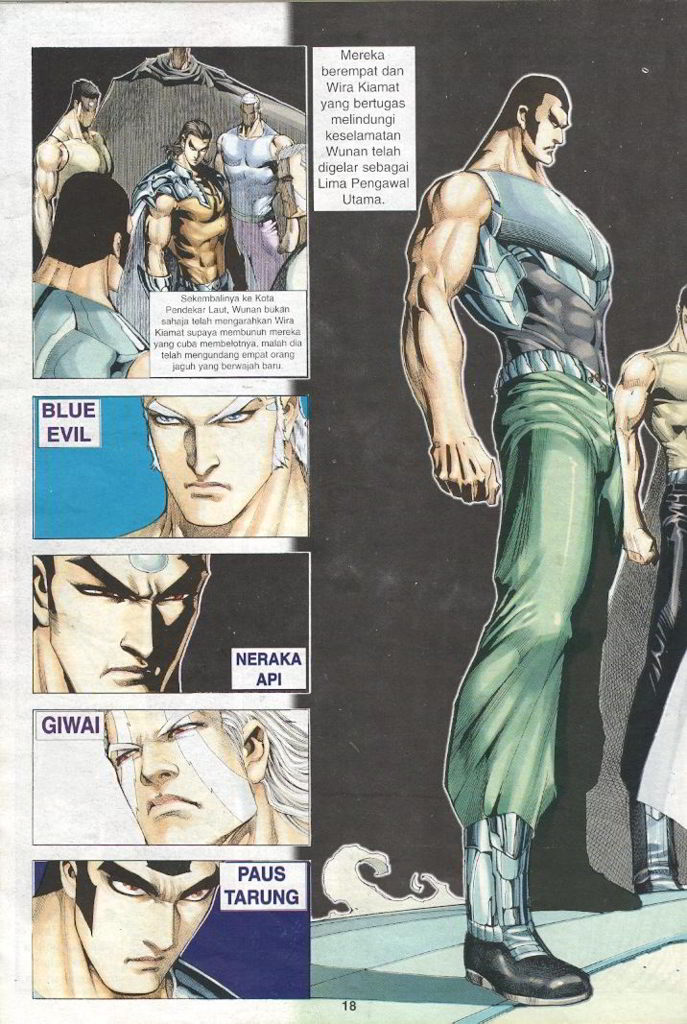 Sekembalinya ke Kota
Pendekar Laut, Wunan bukan
sahaja telah mengarahkan Wira
Kiamat supaya membunuh mereka
yang cuba membelotnya, malah dia
telah mengundang empat orang
jaguh yang berwajah baru.
Mereka
berempat dan
Wira Kiamat
yang bertugas
melindungi
keselamatan
Wunan telah
digelar sebagai
Lima Pengawal
Utama.
BLUE
EVIL
NERAKA
API
GIWAI
PAUS
TARUNG
18